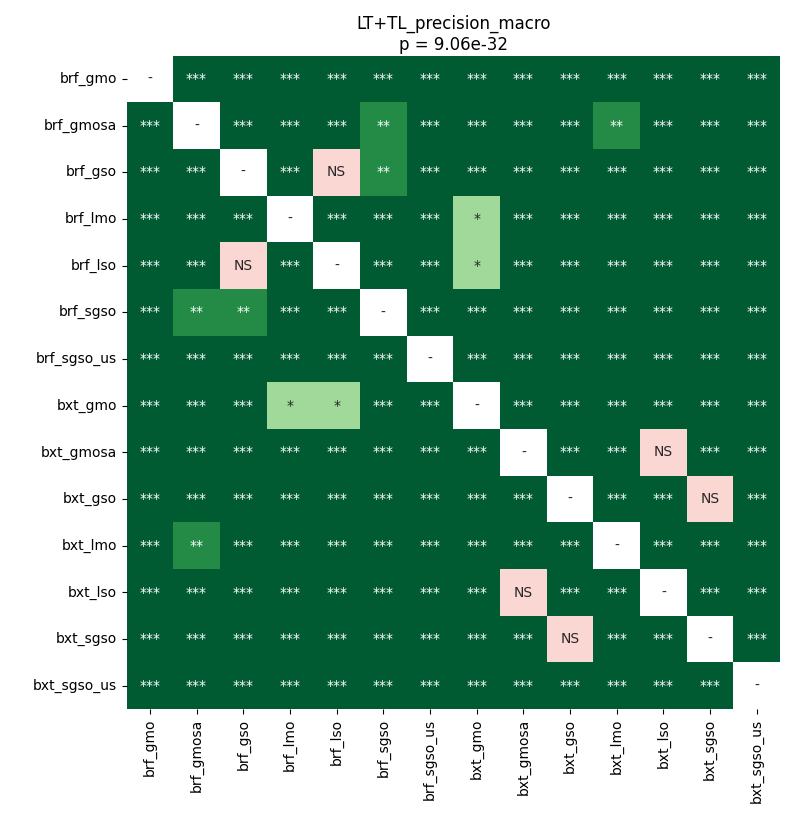 LT+TL_precision_macro
p = 9.06e-32
brf_gmo - *** *** *** *** *** *** *** *** *** *** *** *** ***
brf_gmosa *** - *** *** *** ** *** *** *** *** ** *** *** ***
brf_gso *** *** - *** NS ** *** *** *** *** *** *** *** ***
brf_lmo *** *** *** - *** *** *** * *** *** *** *** *** ***
brf_lso *** *** NS *** - *** *** * *** *** *** *** *** ***
brf_sgso *** ** ** *** *** - *** *** *** *** *** *** *** ***
brf_sgso_us *** *** *** *** *** *** - *** *** *** *** *** *** ***
bxt_gmo *** *** *** * * *** *** - *** *** *** *** *** ***
bxt_gmosa *** *** *** *** *** *** *** *** - *** *** NS *** ***
bxt_gso *** *** *** *** *** *** *** *** *** - *** *** NS ***
bxt_lmo *** ** *** *** *** *** *** *** *** *** - *** *** ***
bxt_lso *** *** *** *** *** *** *** *** NS *** *** - *** ***
bxt_sgso *** *** *** *** *** *** *** *** *** NS *** *** - ***
bxt_sgso_us *** *** *** *** *** *** *** *** *** *** *** *** *** -
brf_gmo brf_gmosa brf_gso brf_lmo brf_lso brf_sgso brf_sgso_us bxt_gmo bxt_gmosa bxt_gso bxt_lmo bxt_lso bxt_sgso bxt_sgso_us